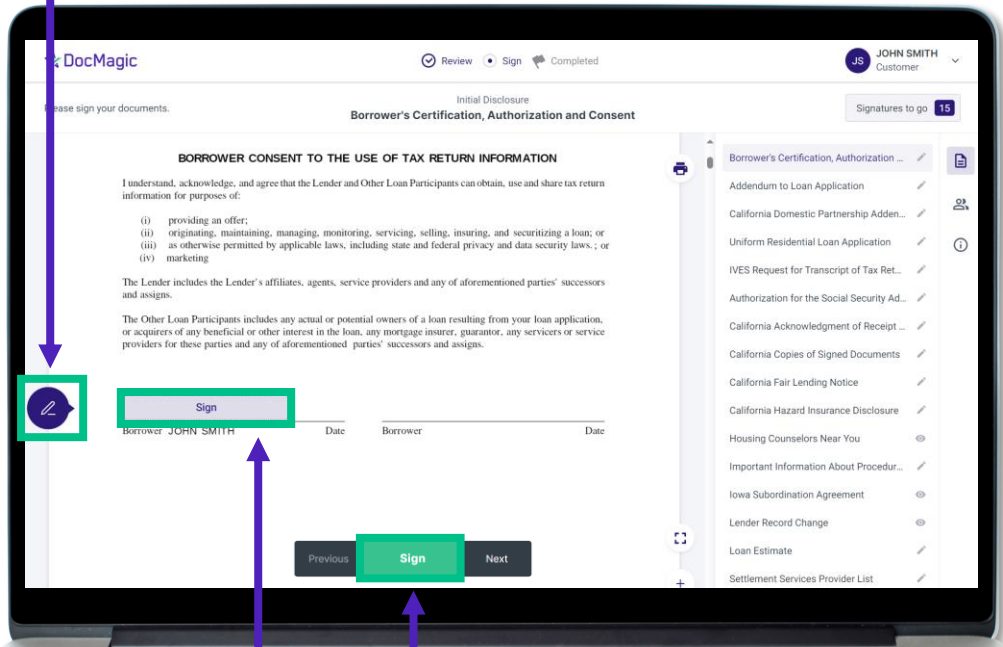 DocMagic
Review
Sign
Completed
JS
JOHN SMITH
Customer
sign your documents.
Initial Disclosure
Borrower's Certification, Authorization and Consent
Signatures to go 15
BORROWER CONSENT TO THE USE OF TAX RETURN INFORMATION
I understand, acknowledge, and agree that the Lender and Other Loan Participants can obtain, use and share tax return
information for purposes of:
(i) providing an offer;
(ii) originating, maintaining, managing, monitoring, servicing, selling, insuring, and securitizing a loan; or
(iii) as otherwise permitted by applicable laws, including state and federal privacy and data security laws. ; or
(iv) marketing
The Lender includes the Lender's affiliates, agents, service providers and any of aforementioned parties' successors
and assigns.
The Other Loan Participants includes any actual or potential owners of a loan resulting from your loan application,
or acquirers of any beneficial or other interest in the loan, any mortgage insurer, guarantor, any servicers or service
providers for these parties and any of aforementioned parties' successors and assigns.
Sign
Borrower JOHN SMITH Date Borrower Date
Previous
Sign
Next
Borrower's Certification, Authorization ...
Addendum to Loan Application
California Domestic Partnership Adden...
Uniform Residential Loan Application
IVES Request for Transcript of Tax Ret...
Authorization for the Social Security Ad...
California Acknowledgment of Receipt ...
California Copies of Signed Documents
California Fair Lending Notice
California Hazard Insurance Disclosure
Housing Counselors Near You
Important Information About Procedur...
Iowa Subordination Agreement
Lender Record Change
Loan Estimate
Settlement Services Provider List